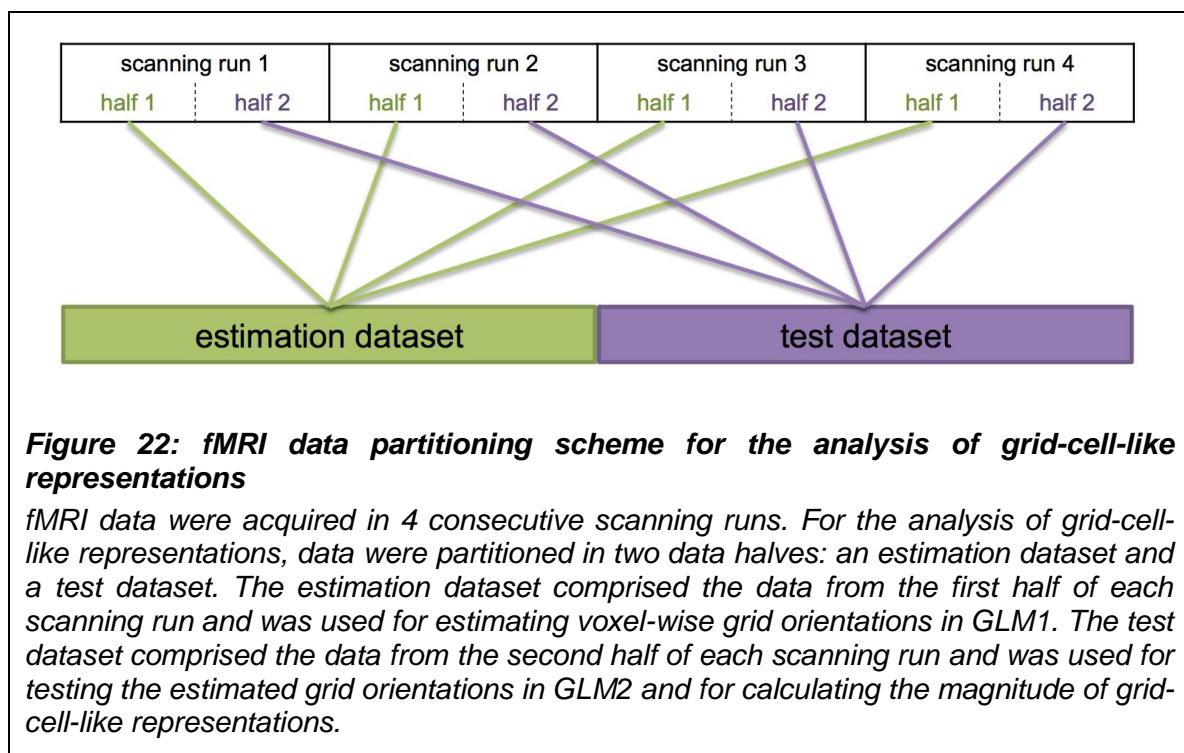 scanning run 1 scanning run 2 scanning run 3 scanning run 4
half 1 half 2 half 1 half 2 half 1 half 2 half 1 half 2
estimation dataset test dataset
Figure 22: fMRI data partitioning scheme for the analysis of grid-cell-like
representations
fMRI data were acquired in 4 consecutive scanning runs. For the analysis of grid-cell-
like representations, data were partitioned in two data halves: an estimation dataset and
a test dataset. The estimation dataset comprised the data from the first half of each
scanning run and was used for estimating voxel-wise grid orientations in GLM1. The test
dataset comprised the data from the second half of each scanning run and was used for
testing the estimated grid orientations in GLM2 and for calculating the magnitude of grid-
cell-like representations.